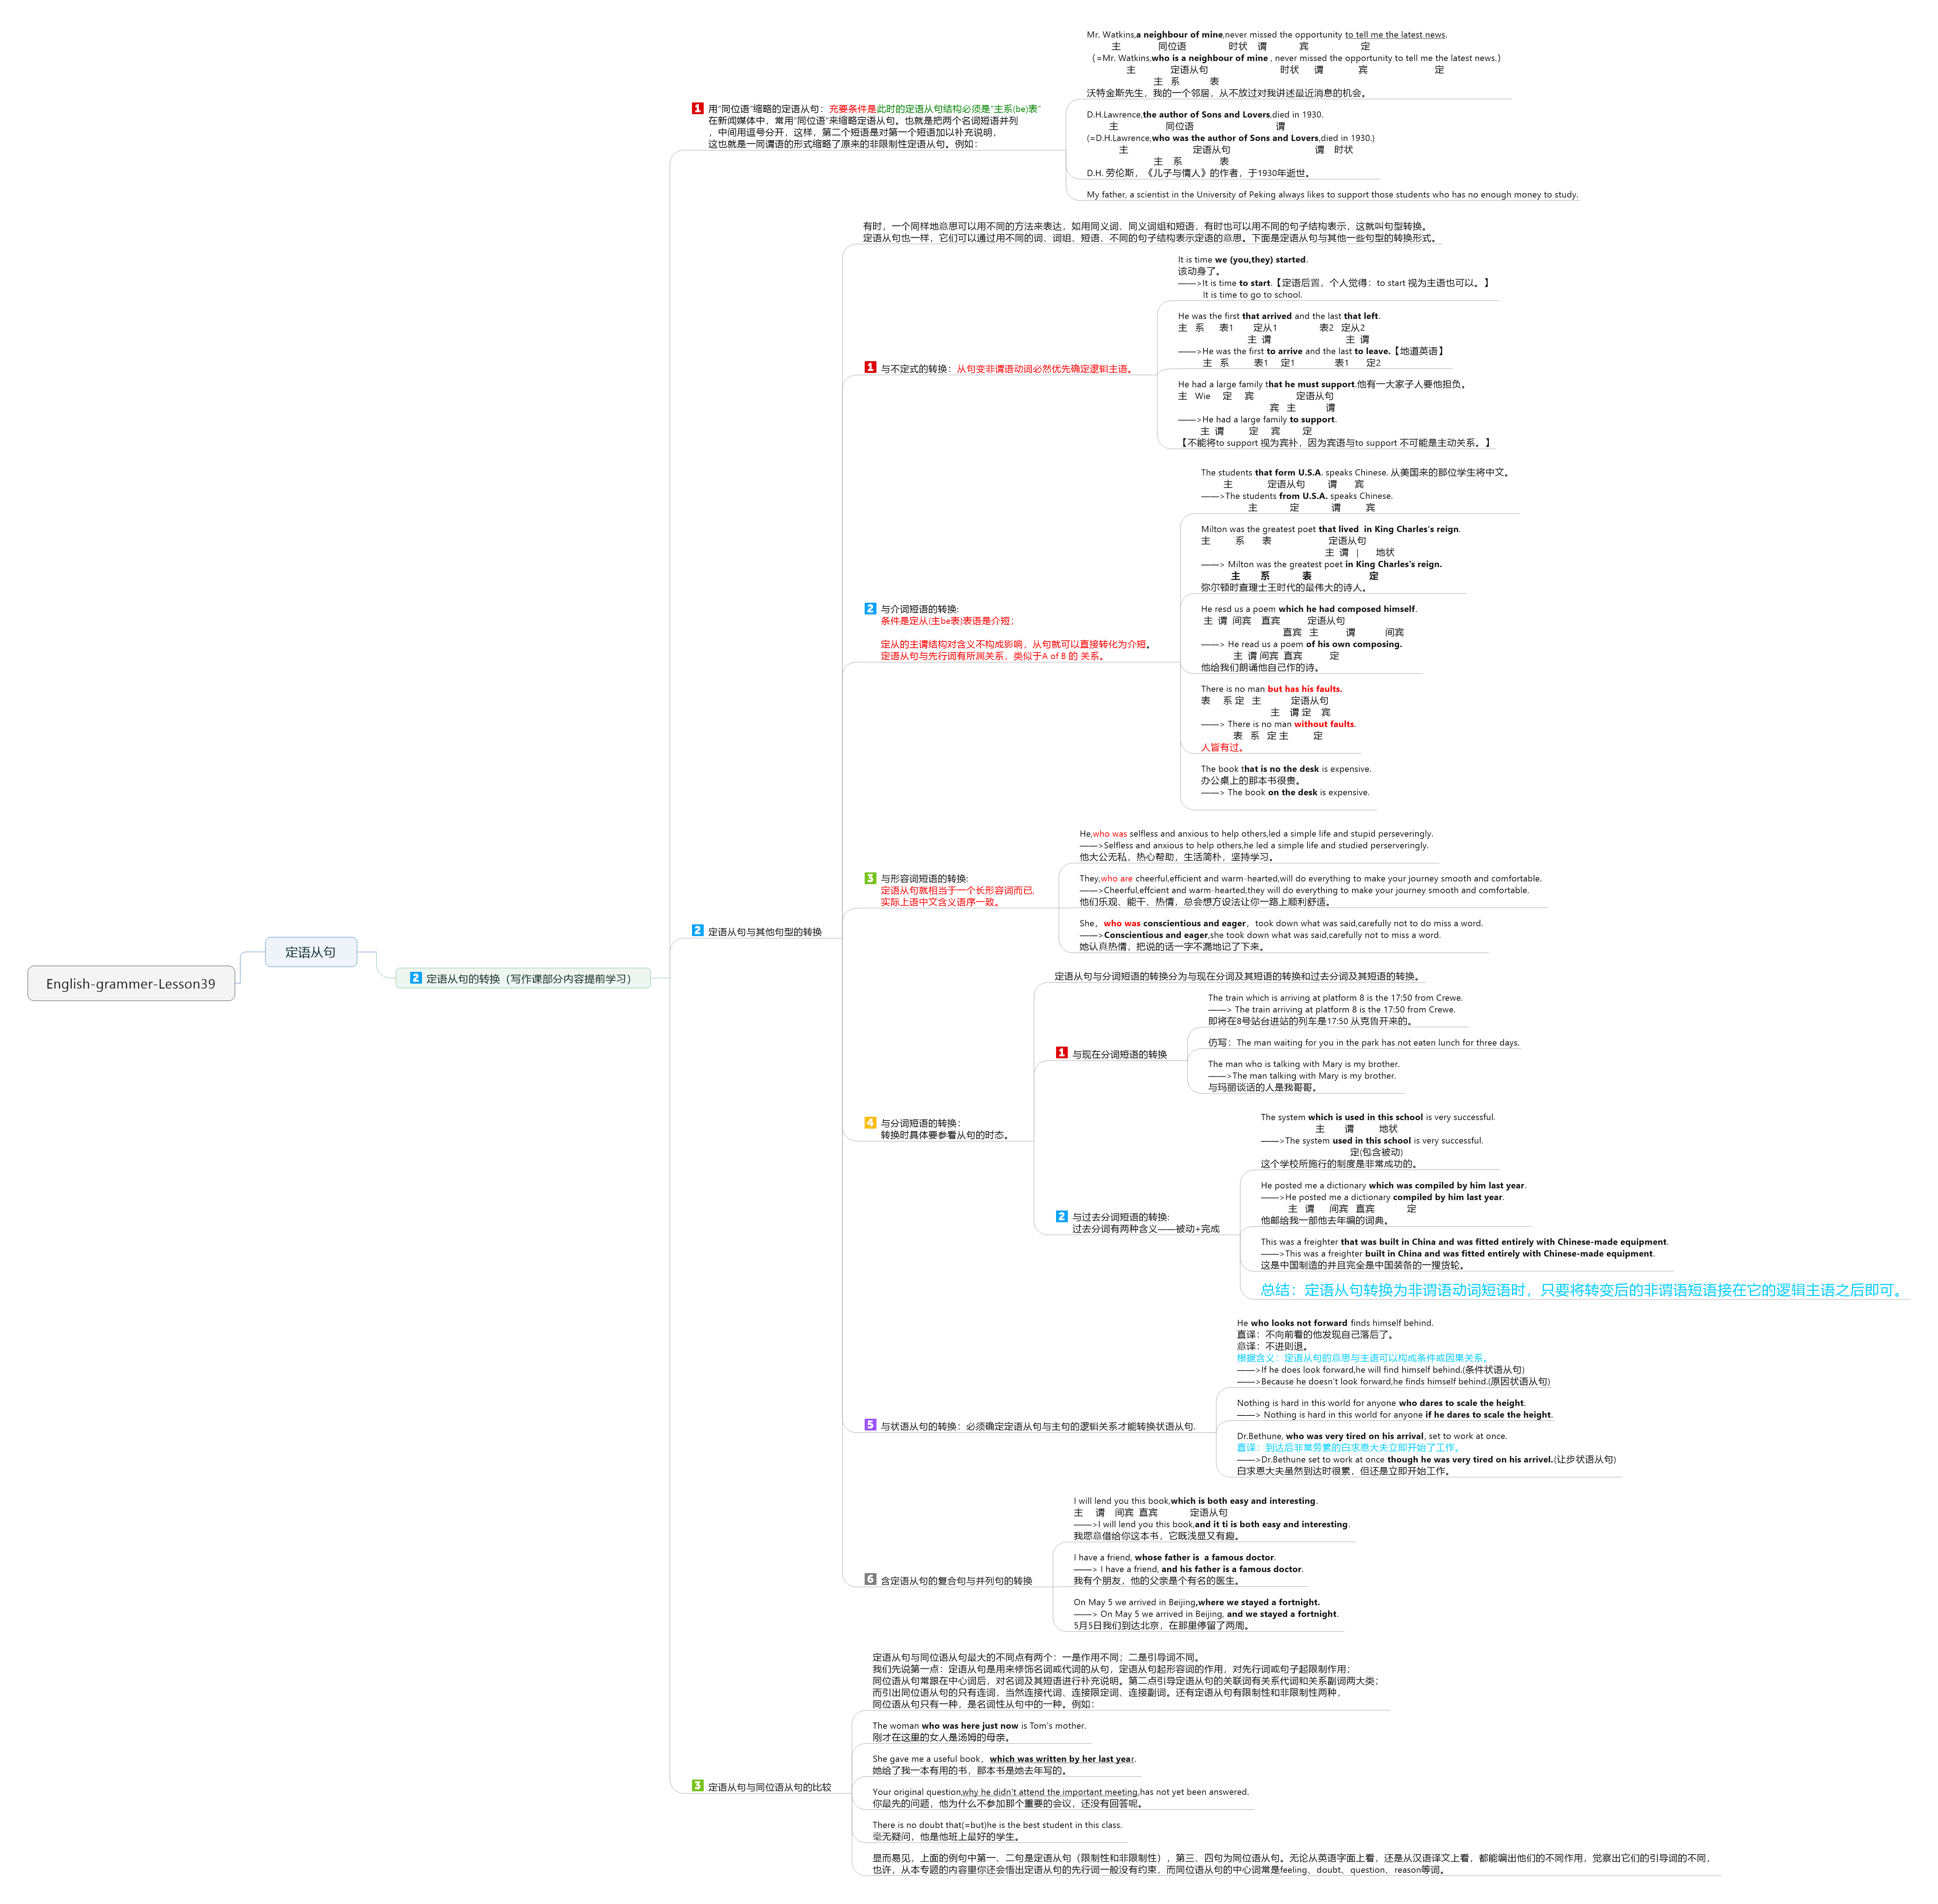 English-grammer-Lesson39
定语从句
2 定语从句的转换（写作课部分内容提前学习）
1 用"同位语"缩略的定语从句：充要条件是此时的定语从句结构必须是"主系(be)表"
在新闻媒体中，常用"同位语"来缩略定语从句。也就是把两个名词短语并列
，中间用逗号分开，这样，第二个短语是对第一个短语加以补充说明，
这也就是一同谓语的形式缩略了原来的非限制性定语从句。例如：
Mr. Watkins,a neighbour of mine,never missed the opportunity to tell me the latest news.
主 同位语 时状 谓 宾 定
（=Mr. Watkins,who is a neighbour of mine , never missed the opportunity to tell me the latest news.）
主 定语从句 时状 谓 宾 定
主 系 表
沃特金斯先生，我的一个邻居，从不放过对我讲述最近消息的机会。
D.H.Lawrence,the author of Sons and Lovers,died in 1930.
主 同位语 谓
(=D.H.Lawrence,who was the author of Sons and Lovers,died in 1930.)
主 定语从句 谓 时状
主 系 表
D.H. 劳伦斯，《儿子与情人》的作者，于1930年逝世。
My father, a scientist in the University of Peking always likes to support those students who has no enough money to study.
2 定语从句与其他句型的转换
有时，一个同样地意思可以用不同的方法来表达，如用同义词、同义词组和短语，有时也可以用不同的句子结构表示，这就叫句型转换。
定语从句也一样，它们可以通过用不同的词、词组、短语、不同的句子结构表示定语的意思。下面是定语从句与其他一些句型的转换形式。
1 与不定式的转换：从句变非谓语动词必然优先确定逻辑主语。
It is time we (you,they) started.
该动身了。
——>It is time to start.【定语后置，个人觉得：to start 视为主语也可以。】
It is time to go to school.
He was the first that arrived and the last that left.
主 系 表1 定从1 表2 定从2
主 谓 主 谓
——>He was the first to arrive and the last to leave.【地道英语】
主 系 表1 定1 表1 定2
He had a large family that he must support.他有一大家子人要他担负。
主 Wie 定 宾 定语从句
宾 主 谓
——>He had a large family to support.
主 谓 定 宾 定
【不能将to support 视为宾补，因为宾语与to support 不可能是主动关系。】
2 与介词短语的转换:
条件是定从(主be表)表语是介短；
定从的主谓结构对含义不构成影响，从句就可以直接转化为介短。
定语从句与先行词有所属关系，类似于A of B 的 关系。
The students that form U.S.A. speaks Chinese. 从美国来的那位学生将中文。
主 定语从句 谓 宾
——>The students from U.S.A. speaks Chinese.
主 定 谓 宾
Milton was the greatest poet that lived in King Charles's reign.
主 系 表 定语从句
主 谓 | 地状
——> Milton was the greatest poet in King Charles's reign.
主 系 表 定
弥尔顿时查理士王时代的最伟大的诗人。
He resd us a poem which he had composed himself.
主 谓 间宾 直宾 定语从句
直宾 主 谓 间宾
——> He read us a poem of his own composing.
主 谓 间宾 直宾 定
他给我们朗诵他自己作的诗。
There is no man but has his faults.
表 系 定 主 定语从句
主 谓 定 宾
——> There is no man without faults.
表 系 定 主 定
人皆有过。
The book that is no the desk is expensive.
办公桌上的那本书很贵。
——> The book on the desk is expensive.
3 与形容词短语的转换:
定语从句就相当于一个长形容词而已,
实际上语中文含义语序一致。
He,who was selfless and anxious to help others,led a simple life and stupid perseveringly.
——>Selfless and anxious to help others,he led a simple life and studied perserveringly.
他大公无私，热心帮助，生活简朴，坚持学习。
They,who are cheerful,efficient and warm-hearted,will do everything to make your journey smooth and comfortable.
——>Cheerful,effcient and warm-hearted,they will do everything to make your journey smooth and comfortable.
他们乐观、能干、热情，总会想方设法让你一路上顺利舒适。
She，who was conscientious and eager，took down what was said,carefully not to do miss a word.
——>Conscientious and eager,she took down what was said,carefully not to miss a word.
她认真热情，把说的话一字不漏地记了下来。
4 与分词短语的转换：
转换时具体要参看从句的时态。
定语从句与分词短语的转换分为与现在分词及其短语的转换和过去分词及其短语的转换。
1 与现在分词短语的转换
The train which is arriving at platform 8 is the 17:50 from Crewe.
——> The train arriving at platform 8 is the 17:50 from Crewe.
即将在8号站台进站的列车是17:50 从克鲁开来的。
仿写：The man waiting for you in the park has not eaten lunch for three days.
The man who is talking with Mary is my brother.
——>The man talking with Mary is my brother.
与玛丽谈话的人是我哥哥。
2 与过去分词短语的转换:
过去分词有两种含义——被动+完成
The system which is used in this school is very successful.
主 谓 地状
——>The system used in this school is very successful.
定(包含被动)
这个学校所施行的制度是非常成功的。
He posted me a dictionary which was compiled by him last year.
——>He posted me a dictionary compiled by him last year.
主 谓 间宾 直宾 定
他邮给我一部他去年编的词典。
This was a freighter that was built in China and was fitted entirely with Chinese-made equipment.
——>This was a freighter built in China and was fitted entirely with Chinese-made equipment.
这是中国制造的并且完全是中国装备的一搜货轮。
总结：定语从句转换为非谓语动词短语时，只要将转变后的非谓语短语接在它的逻辑主语之后即可。
5 与状语从句的转换：必须确定定语从句与主句的逻辑关系才能转换状语从句.
He who looks not forward finds himself behind.
直译：不向前看的他发现自己落后了。
意译：不进则退。
根据含义：定语从句的意思与主语可以构成条件或因果关系。
——>If he does look forward,he will find himself behind.(条件状语从句)
——>Because he doesn't look forward,he finds himself behind.(原因状语从句)
Nothing is hard in this world for anyone who dares to scale the height.
——> Nothing is hard in this world for anyone if he dares to scale the height.
Dr.Bethune, who was very tired on his arrival, set to work at once.
直译：到达后非常劳累的白求恩大夫立即开始了工作。
——>Dr.Bethune set to work at once though he was very tired on his arrivel.(让步状语从句)
白求恩大夫虽然到达时很累，但还是立即开始工作。
6 含定语从句的复合句与并列句的转换
I will lend you this book,which is both easy and interesting.
主 谓 间宾 直宾 定语从句
——>I will lend you this book,and it ti is both easy and interesting.
我愿意借给你这本书，它既浅显又有趣。
I have a friend, whose father is a famous doctor.
——> I have a friend, and his father is a famous doctor.
我有个朋友，他的父亲是个有名的医生。
On May 5 we arrived in Beijing,where we stayed a fortnight.
——> On May 5 we arrived in Beijing, and we stayed a fortnight.
5月5日我们到达北京，在那里停留了两周。
3 定语从句与同位语从句的比较
定语从句与同位语从句最大的不同点有两个：一是作用不同；二是引导词不同。
我们先说第一点：定语从句是用来修饰名词或代词的从句，定语从句起形容词的作用，对先行词或句子起限制作用；
同位语从句常跟在中心词后，对名词及其短语进行补充说明。第二点引导定语从句的关联词有关系代词和关系副词两大类；
而引出同位语从句的只有连词，当然连接代词、连接限定词、连接副词。还有定语从句有限制性和非限制性两种，
同位语从句只有一种，是名词性从句中的一种。例如：
The woman who was here just now is Tom's mother.
刚才在这里的女人是汤姆的母亲。
She gave me a useful book，which was written by her last year.
她给了我一本有用的书，那本书是她去年写的。
Your original question,why he didn't attend the important meeting,has not yet been answered.
你最先的问题，他为什么不参加那个重要的会议，还没有回答呢。
There is no doubt that(=but)he is the best student in this class.
毫无疑问，他是他班上最好的学生。
显而易见，上面的例句中第一、二句是定语从句（限制性和非限制性），第三、四句为同位语从句。无论从英语字面上看，还是从汉语译文上看，都能编出他们的不同作用，觉察出它们的引导词的不同，
也许，从本专题的内容里你还会悟出定语从句的先行词一般没有约束，而同位语从句的中心词常是feeling、doubt、question、reason等词。